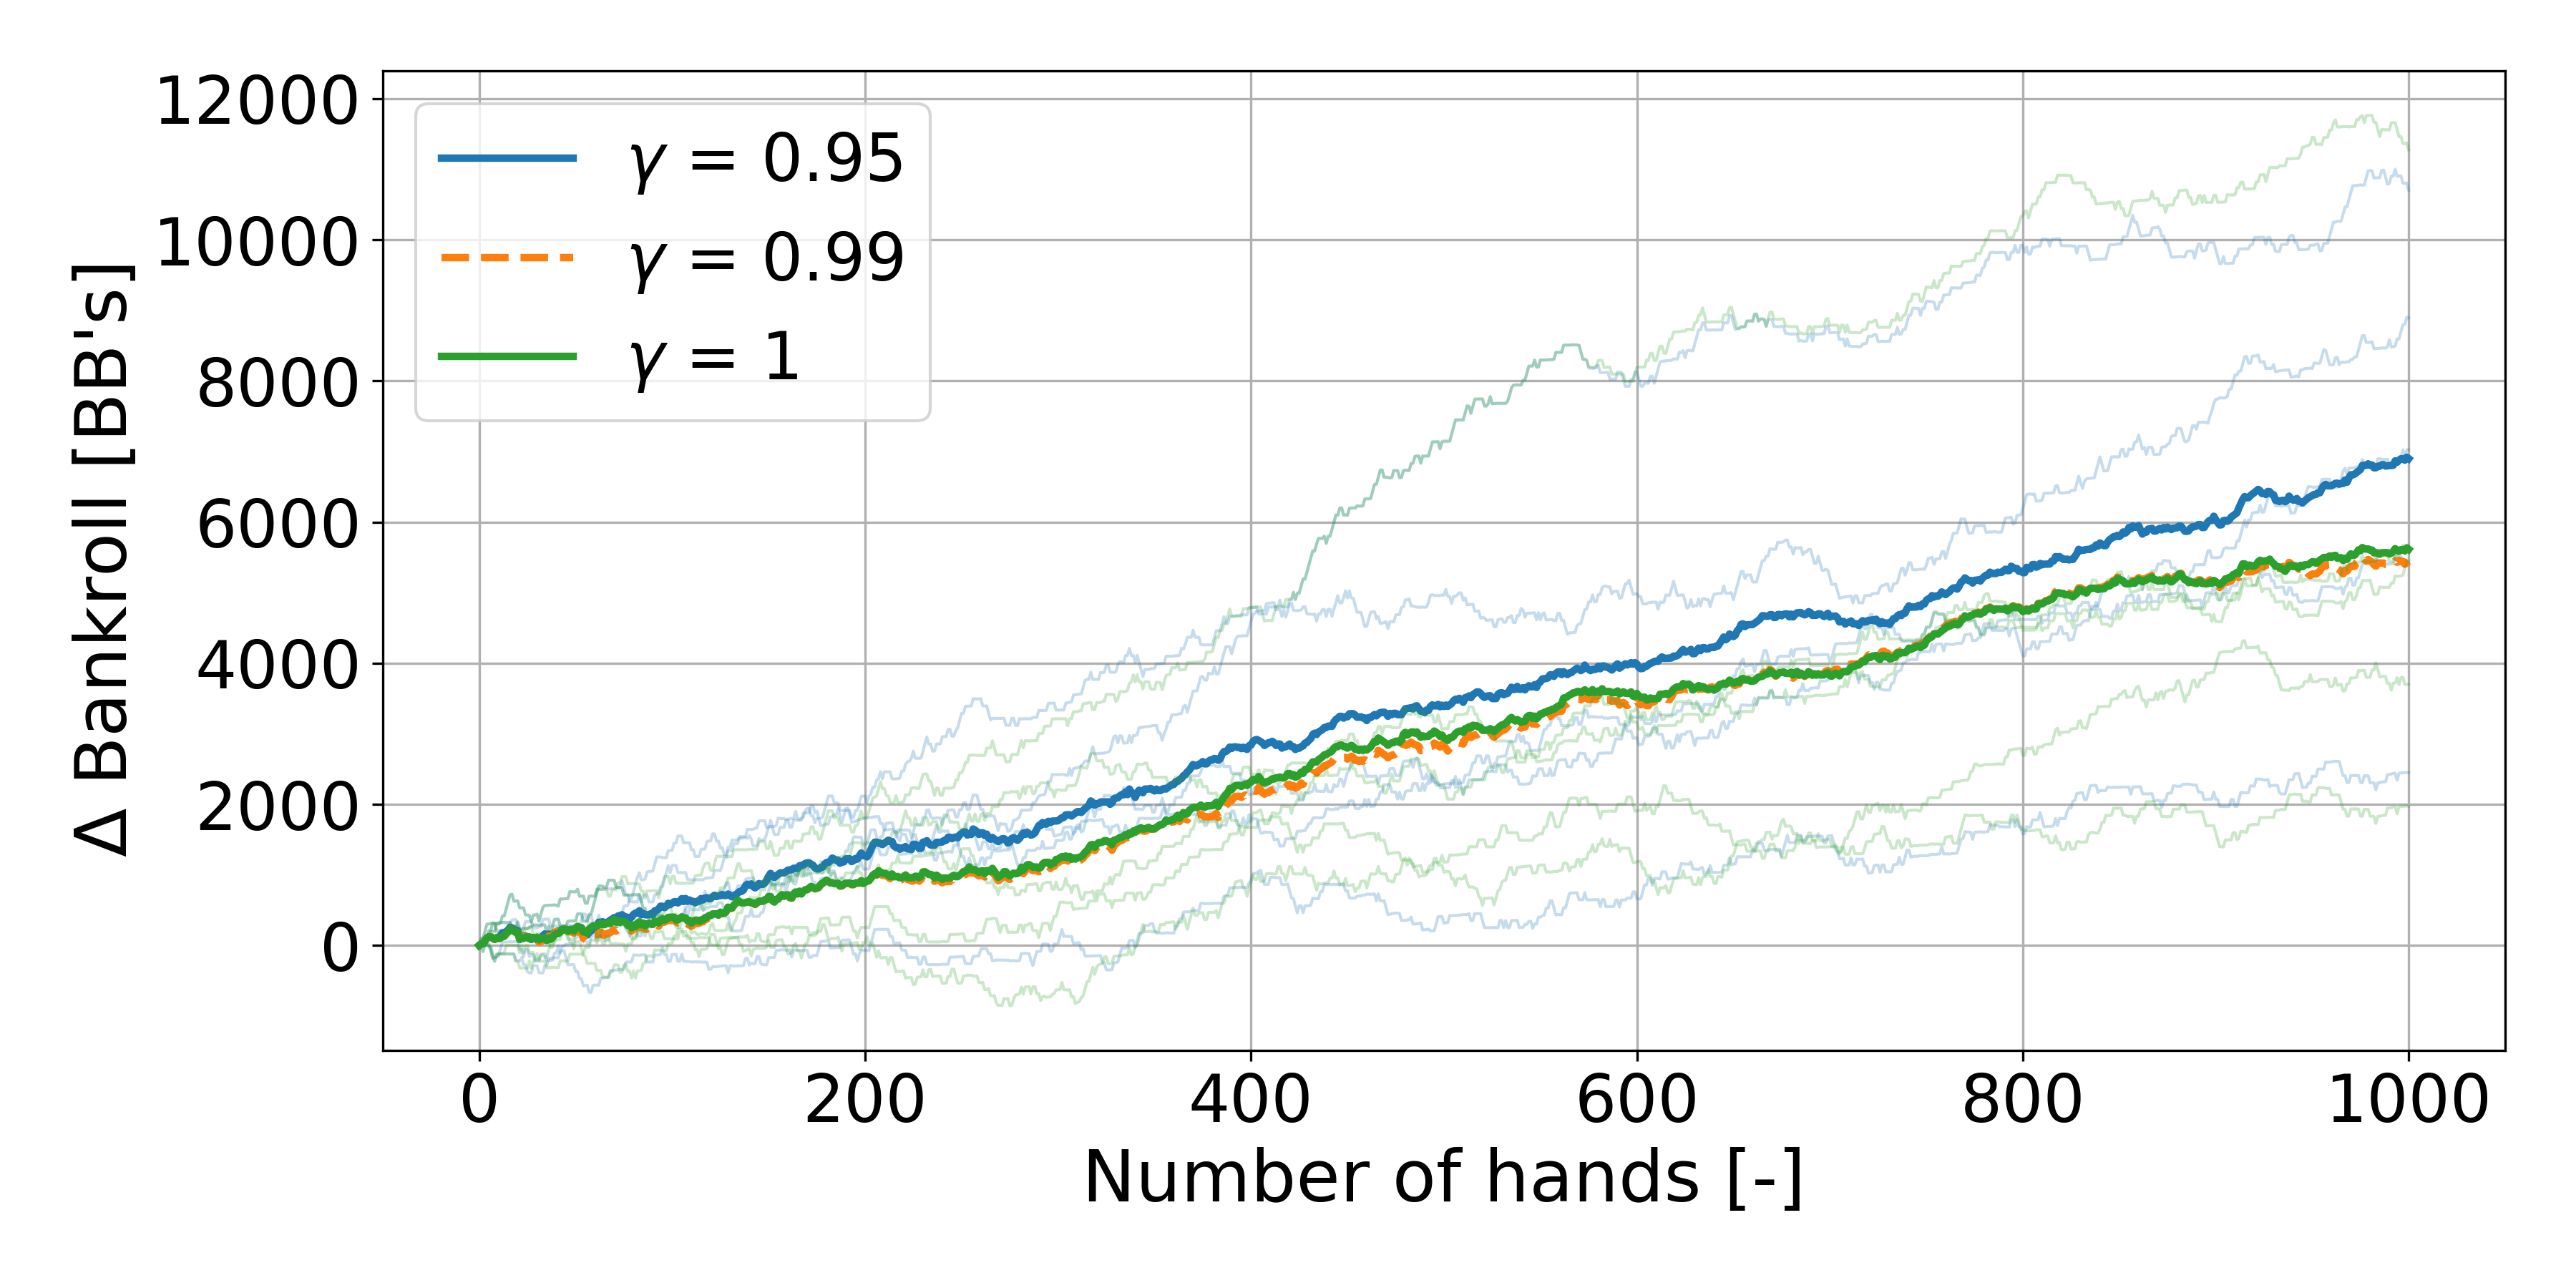 12000
10000
8000
6000
4000
2000
0
Δ Bankroll [BB's]
γ = 0.95
γ = 0.99
γ = 1
0 200 400 600 800 1000
Number of hands [-]